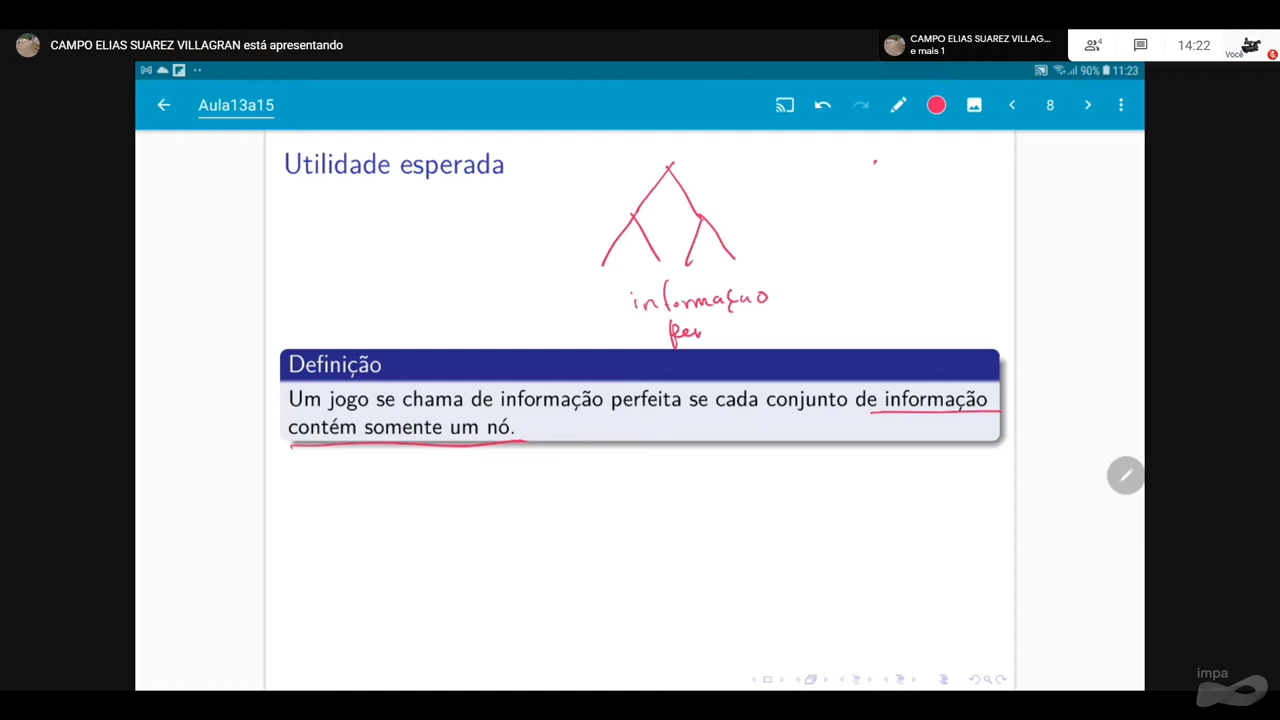 CAMPO ELIAS SUAREZ VILLAGRAN está apresentando
CAMPO ELIAS SUAREZ VILLAG...
e mais 1
4
14:22
Você
90% 11:23
Aula13a15
8
Utilidade esperada
informação
per
Definição
Um jogo se chama de informação perfeita se cada conjunto de informação
contém somente um nó.
impa